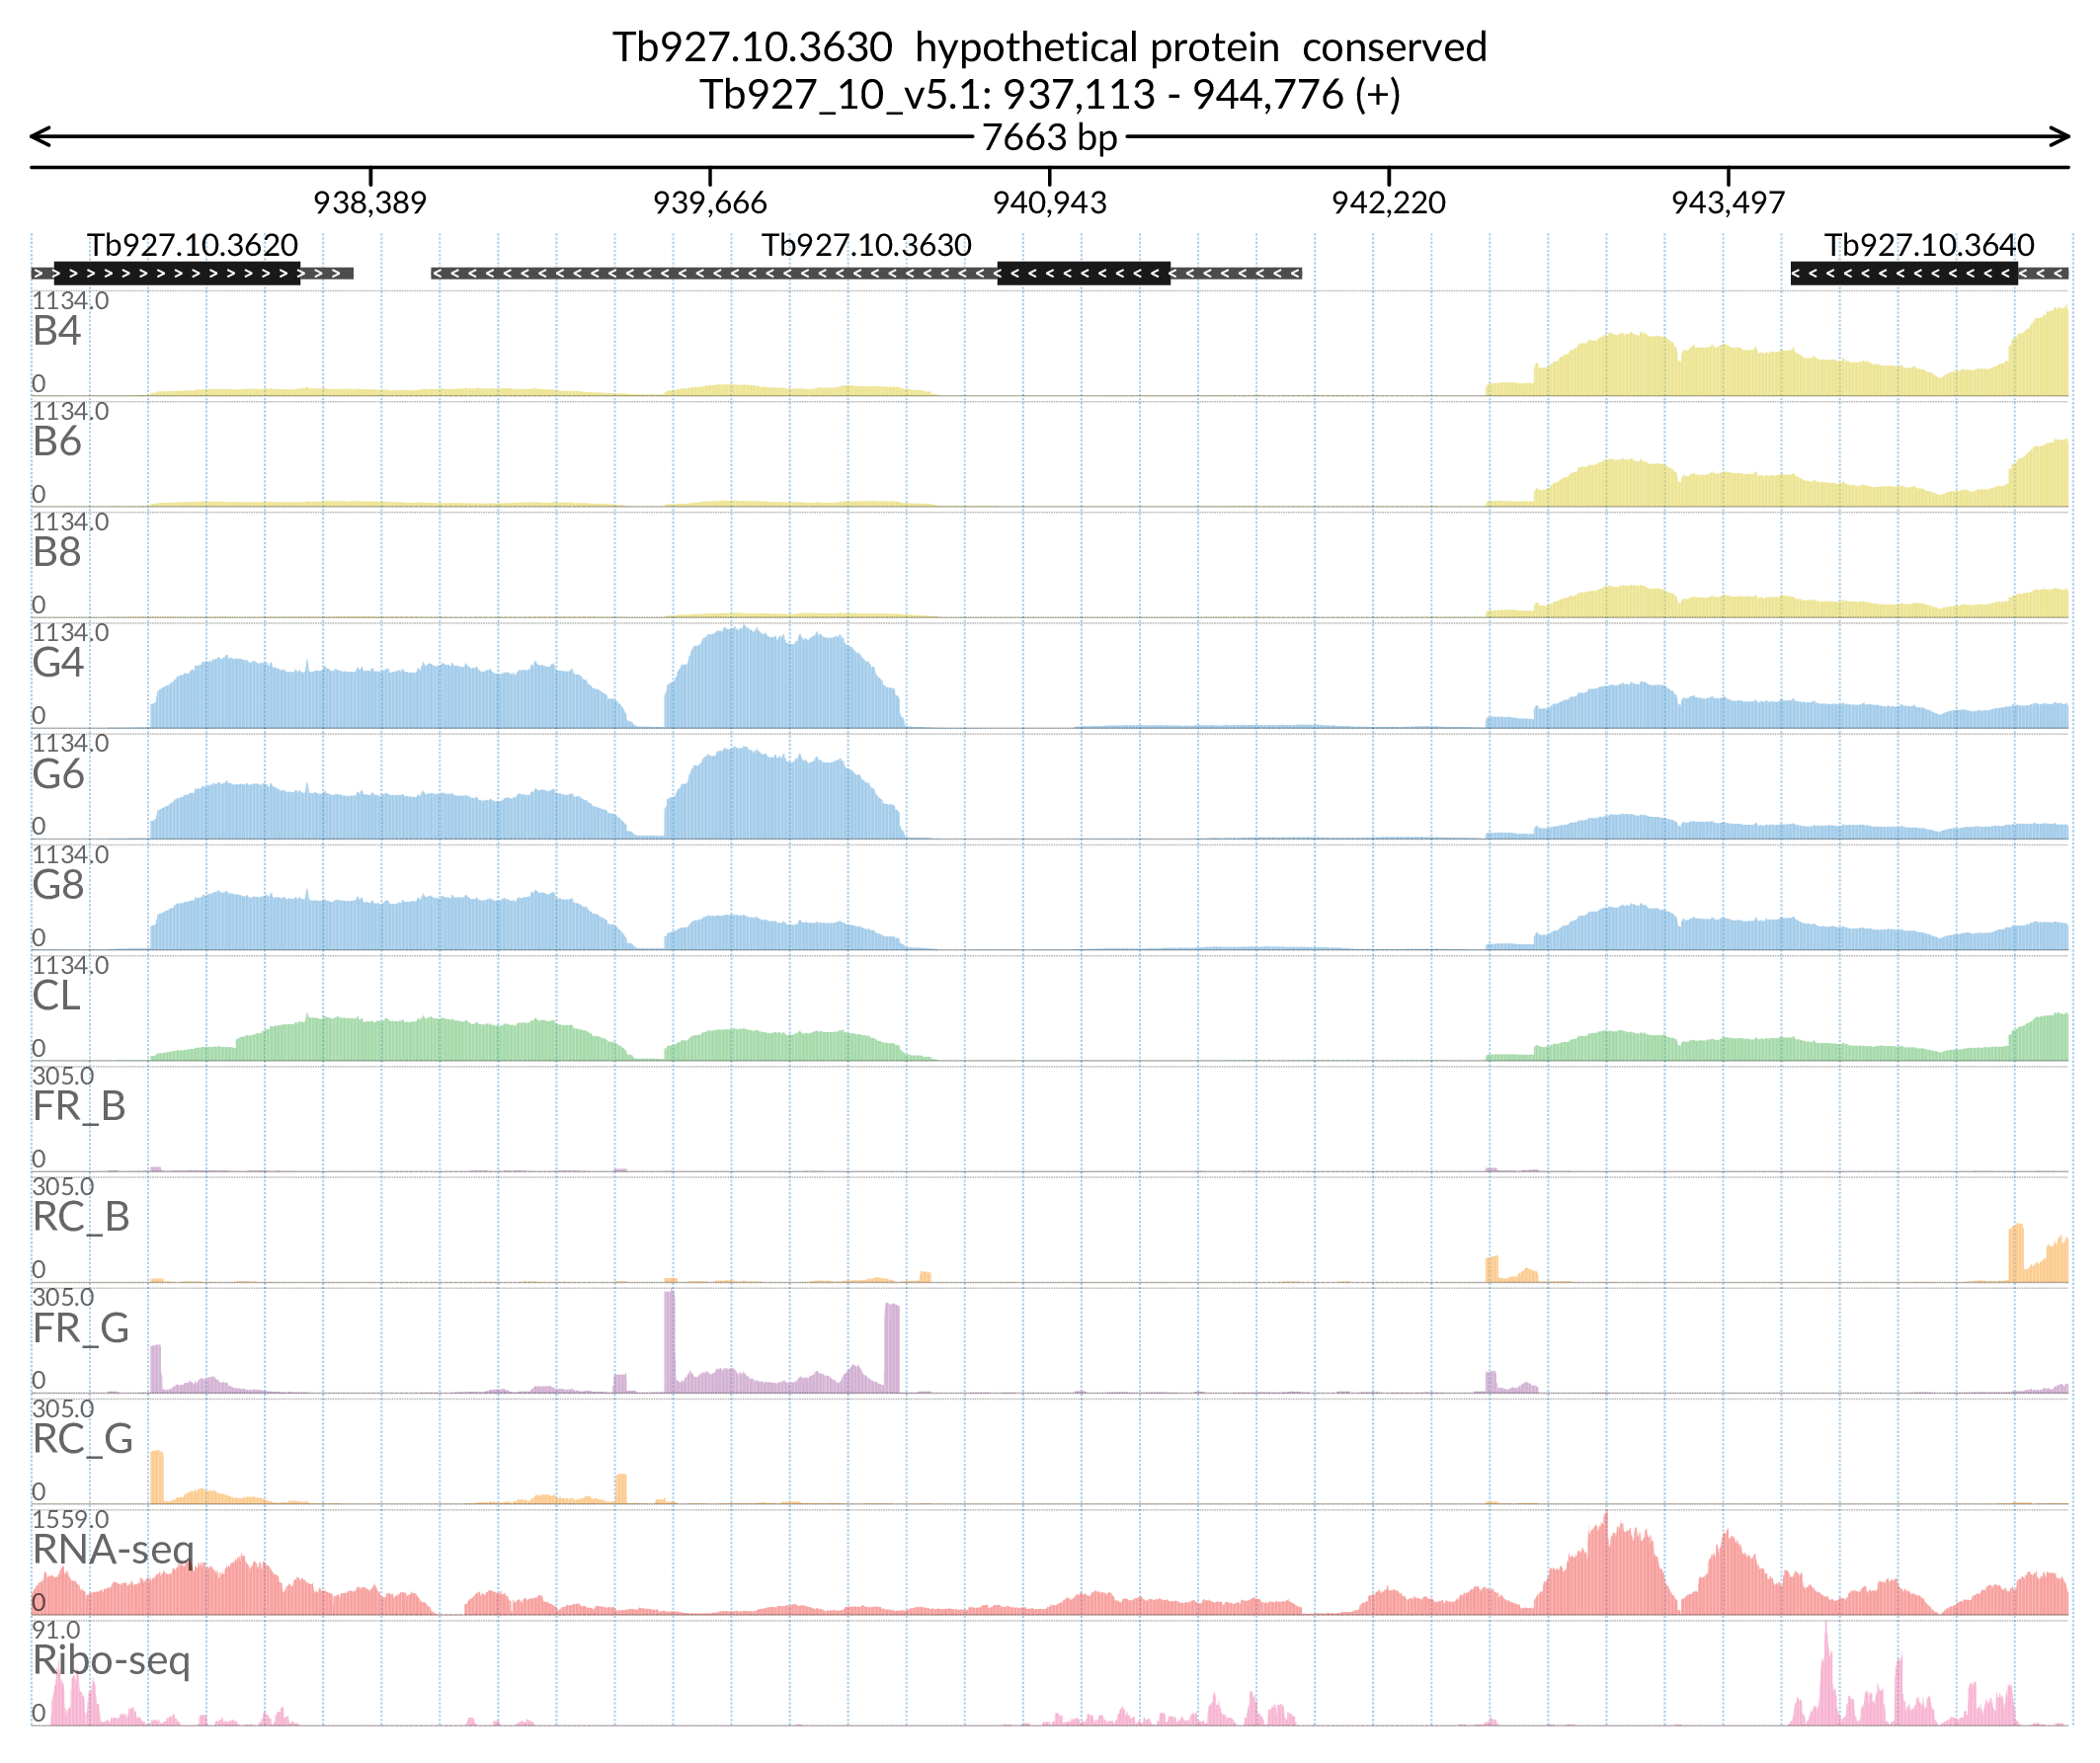 Tb927.10.3630  hypothetical protein  conserved
Tb927_10_v5.1: 937,113 - 944,776 (+)
7663 bp
938,389 939,666 940,943 942,220 943,497
Tb927.10.3620 Tb927.10.3630 Tb927.10.3640
1134.0
B4
0
1134.0
B6
0
1134.0
B8
0
1134.0
G4
0
1134.0
G6
0
1134.0
G8
0
1134.0
CL
0
305.0
FR_B
0
305.0
RC_B
0
305.0
FR_G
0
305.0
RC_G
0
1559.0
RNA-seq
0
91.0
Ribo-seq
0